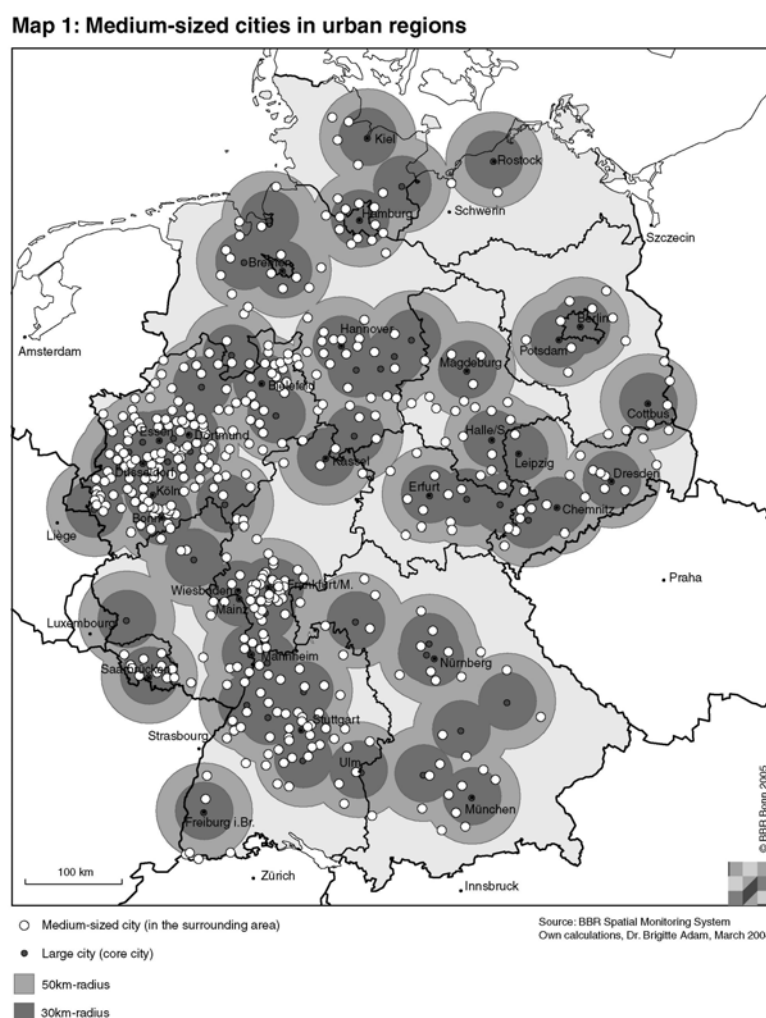 Map 1: Medium-sized cities in urban regions
Kiel
Rostock
Hamburg
Schwerin
Szczecin
Bremen
Amsterdam
Hannover
Berlin
Potsdam
Magdeburg
Bielefeld
Cottbus
Essen
Dortmund
Halle/S.
Leipzig
Kassel
Düsseldorf
Dresden
Köln
Erfurt
Chemnitz
Bonn
Liège
Praha
Wiesbaden
Frankfurt/M.
Mainz
Luxembourg
Mannheim
Nürnberg
Saarbrücken
Stuttgart
Strasbourg
Ulm
München
Freiburg i.Br.
© BBR Bonn 2005
100 km
Zürich
Innsbruck
Medium-sized city (in the surrounding area)
Large city (core city)
50km-radius
30km-radius
Source: BBR Spatial Monitoring System
Own calculations, Dr. Brigitte Adam, March